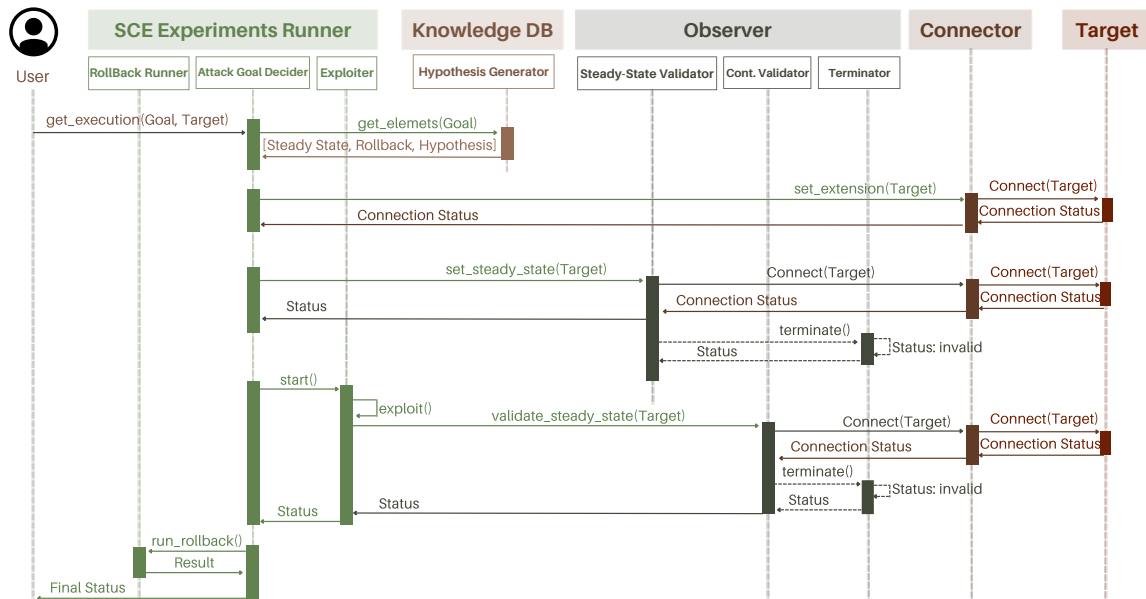 SCE Experiments Runner
Knowledge DB
Observer
Connector
Target
User
RollBack Runner
Attack Goal Decider
Exploiter
Hypothesis Generator
Steady-State Validator
Cont. Validator
Terminator
get_execution(Goal, Target)
get_elemets(Goal)
[Steady State, Rollback, Hypothesis]
set_extension(Target)
Connect(Target)
Connection Status
Connection Status
set_steady_state(Target)
Connect(Target)
Connect(Target)
Status
Connection Status
Connection Status
terminate()
Status
Status: invalid
start()
exploit()
validate_steady_state(Target)
Connect(Target)
Connect(Target)
Connection Status
Connection Status
terminate()
Status: invalid
Status
Status
Status
run_rollback()
Result
Final Status